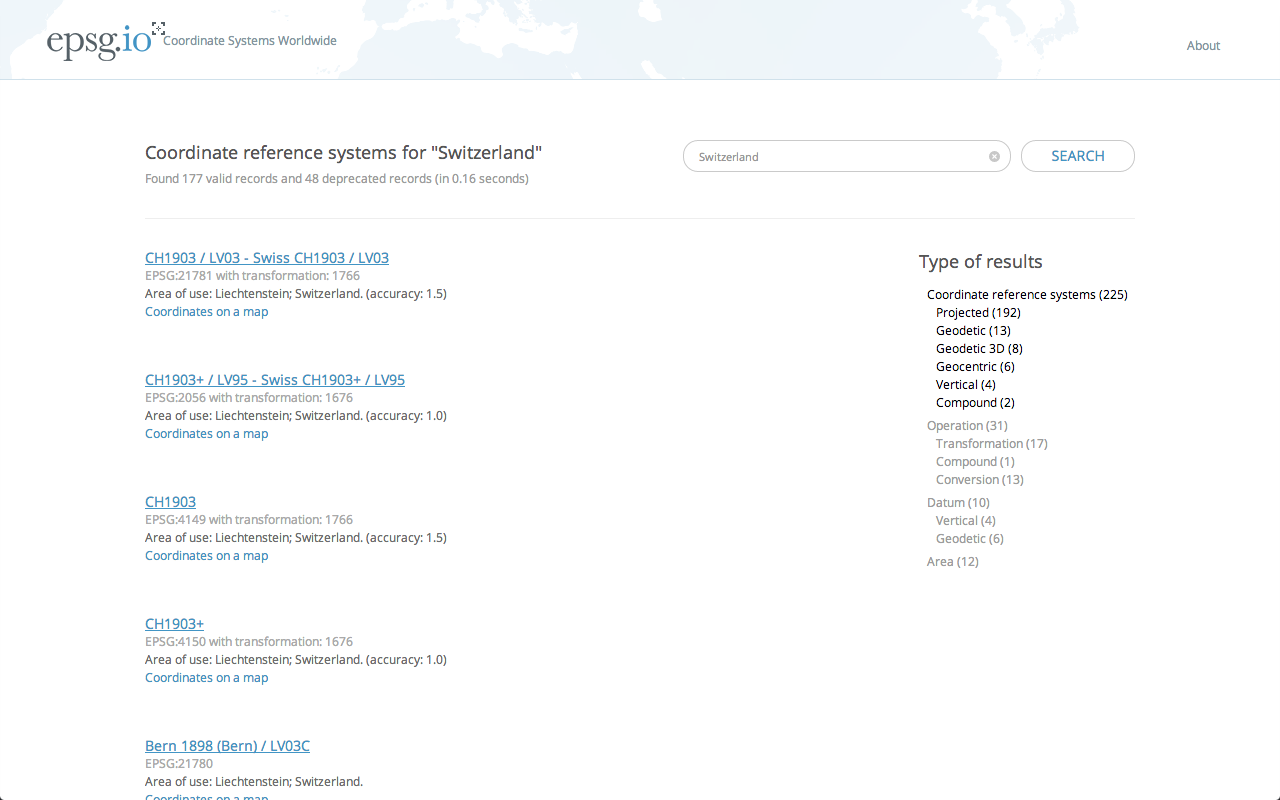 epsg.io Coordinate Systems Worldwide
About
Coordinate reference systems for "Switzerland"
Found 177 valid records and 48 deprecated records (in 0.16 seconds)
Switzerland
SEARCH
CH1903 / LV03 - Swiss CH1903 / LV03
EPSG:21781 with transformation: 1766
Area of use: Liechtenstein; Switzerland. (accuracy: 1.5)
Coordinates on a map
CH1903+ / LV95 - Swiss CH1903+ / LV95
EPSG:2056 with transformation: 1676
Area of use: Liechtenstein; Switzerland. (accuracy: 1.0)
Coordinates on a map
CH1903
EPSG:4149 with transformation: 1766
Area of use: Liechtenstein; Switzerland. (accuracy: 1.5)
Coordinates on a map
CH1903+
EPSG:4150 with transformation: 1676
Area of use: Liechtenstein; Switzerland. (accuracy: 1.0)
Coordinates on a map
Bern 1898 (Bern) / LV03C
EPSG:21780
Area of use: Liechtenstein; Switzerland.
Coordinates on a map
Type of results
Coordinate reference systems (225)
Projected (192)
Geodetic (13)
Geodetic 3D (8)
Geocentric (6)
Vertical (4)
Compound (2)
Operation (31)
Transformation (17)
Compound (1)
Conversion (13)
Datum (10)
Vertical (4)
Geodetic (6)
Area (12)